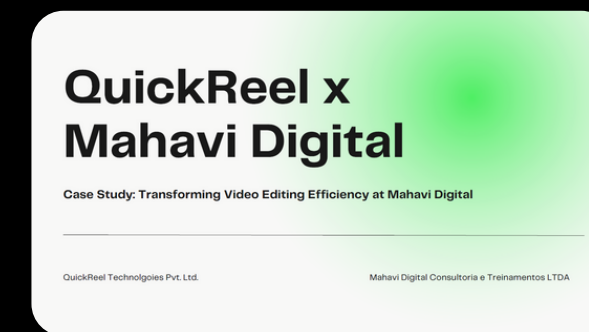 QuickReel x
Mahavi Digital
Case Study: Transforming Video Editing Efficiency at Mahavi Digital
QuickReel Technolgoies Pvt. Ltd.
Mahavi Digital Consultoria e Treinamentos LTDA